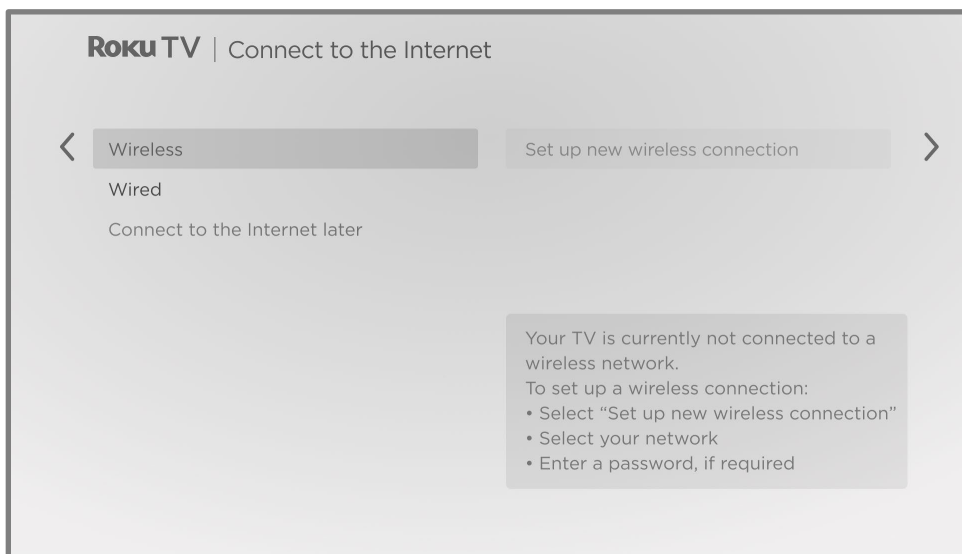 Roku TV | Connect to the Internet
Wireless
Set up new wireless connection
Wired
Connect to the Internet later
Your TV is currently not connected to a
wireless network.
To set up a wireless connection:
• Select “Set up new wireless connection”
• Select your network
• Enter a password, if required